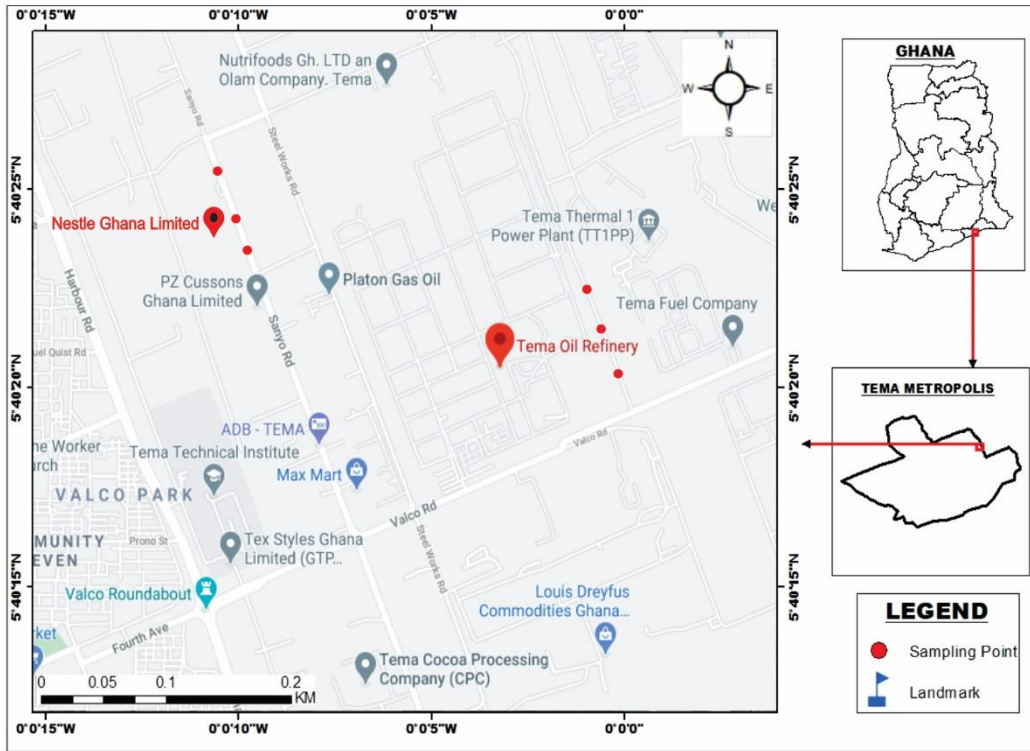 0°0'15"W 0°0'10"W 0°0'5"W 0°0'0"
Nutrifoods Gh. LTD an
Olam Company. Tema
N
W E
S
GHANA
Sanyo Rd
Steel Works Rd
5°40'25"N
5°40'25"N
Nestle Ghana Limited
Tema Thermal 1
Power Plant (TT1PP)
We
PZ Cussons
Ghana Limited
Platon Gas Oil
Tema Fuel Company
Harbour Rd
Sanyo Rd
Tema Oil Refinery
uel Quist Rd
5°40'20"N
5°40'20"N
TEMA METROPOLIS
ADB - TEMA
ne Worker
urch
Tema Technical Institute
Max Mart
Valco Rd
VALCO PARK
Valco Rd
Prono St
MUNITY
EVEN
Tex Styles Ghana
Limited (GTP...
Steel Works Rd
5°40'15"N
5°40'15"N
Valco Roundabout
Louis Dreyfus
Commodities Ghana...
LEGEND
Fourth Ave
rket
Sampling Point
Tema Cocoa Processing
Company (CPC)
Landmark
0 0.05 0.1 0.2
KM
0°0'15"W 0°0'10"W 0°0'5"W 0°0'0"